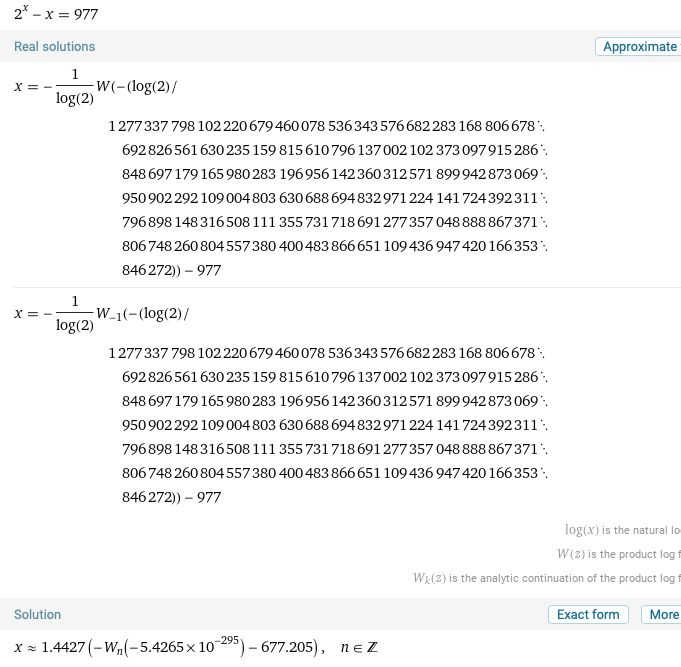 2^x − x = 977
Real solutions
Approximate
x = − 1/log(2) W(−(log(2)/
1 277 337 798 102 220 679 460 078 536 343 576 682 283 168 806 678⋱
692 826 561 630 235 159 815 610 796 137 002 102 373 097 915 286⋱
848 697 179 165 980 283 196 956 142 360 312 571 899 942 873 069⋱
950 902 292 109 004 803 630 688 694 832 971 224 141 724 392 311⋱
796 898 148 316 508 111 355 731 718 691 277 357 048 888 867 371⋱
806 748 260 804 557 380 400 483 866 651 109 436 947 420 166 353⋱
846 272)) − 977
x = − 1/log(2) W₋₁(−(log(2)/
1 277 337 798 102 220 679 460 078 536 343 576 682 283 168 806 678⋱
692 826 561 630 235 159 815 610 796 137 002 102 373 097 915 286⋱
848 697 179 165 980 283 196 956 142 360 312 571 899 942 873 069⋱
950 902 292 109 004 803 630 688 694 832 971 224 141 724 392 311⋱
796 898 148 316 508 111 355 731 718 691 277 357 048 888 867 371⋱
806 748 260 804 557 380 400 483 866 651 109 436 947 420 166 353⋱
846 272)) − 977
log(x) is the natural lo
W(z) is the product log f
W_k(z) is the analytic continuation of the product log f
Solution
Exact form
More
x ≈ 1.4427 (−W_n(−5.4265×10^−295) − 677.205), n ∈ ℤ